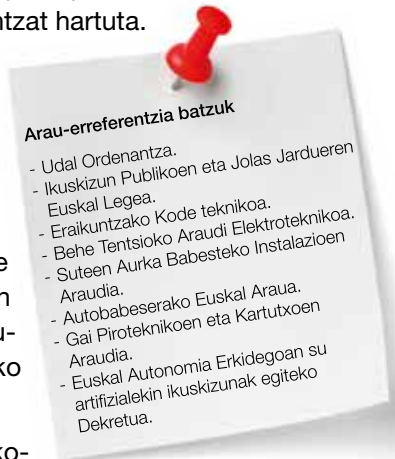 ntzat hartuta.
Arau-erreferentzia batzuk
- Udal Ordenantza.
- Ikuskizun Publikoen eta Jolas Jardueren
Euskal Legea.
- Eraikuntzako Kode teknikoa.
- Behe Tentsioko Araudi Elektroteknikoa.
- Suteen Aurka Babesteko Instalazioen
Araudia.
- Autobabeserako Euskal Araua.
- Gai Piroteknikoen eta Kartutxoen
Araudia.
- Euskal Autonomia Erkidegoan su
artifizialekin ikuskizunak egiteko
Dekretua.
e
n
u-
ko
ko-